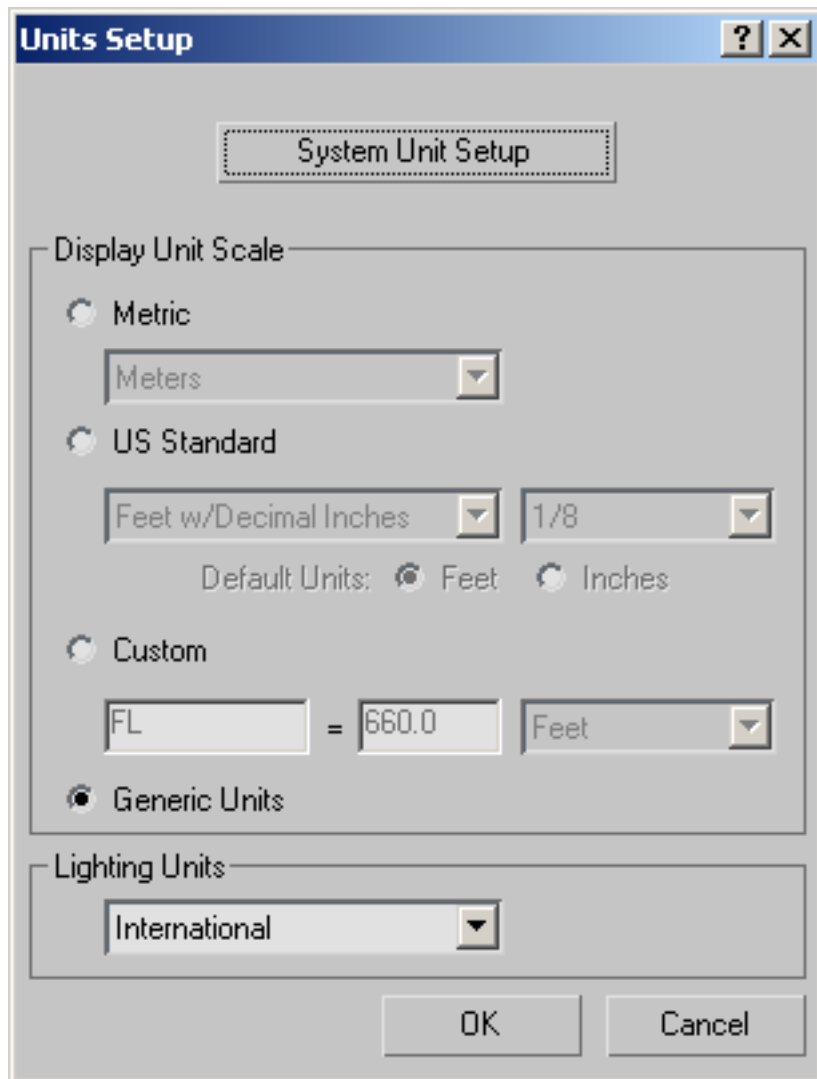 Units Setup
System Unit Setup
Display Unit Scale
Metric
Meters
US Standard
Feet w/Decimal Inches 1/8
Default Units: Feet Inches
Custom
FL = 660.0 Feet
Generic Units
Lighting Units
International
OK Cancel